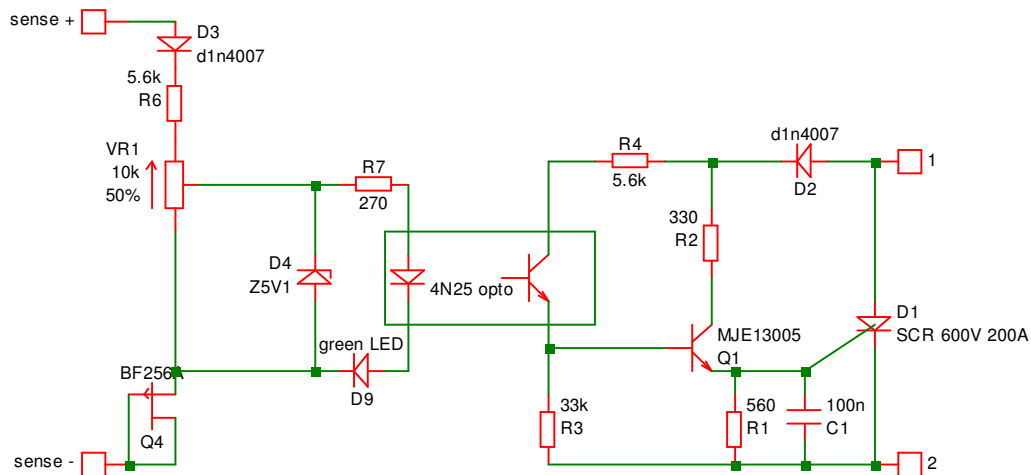 sense +
D3
d1n4007
5.6k
R6
VR1
10k
50%
R7
270
D4
Z5V1
4N25 opto
green LED
D9
BF256A
Q4
sense -
R4
5.6k
d1n4007
D2
1
330
R2
MJE13005
Q1
D1
SCR 600V 200A
33k
R3
560
R1
100n
C1
2